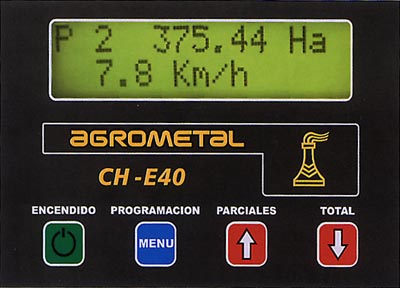 P 2 375.44 Ha
7.8 Km/h
AGROMETAL
CH -E40
ENCENDIDO PROGRAMACION PARCIALES TOTAL
MENU